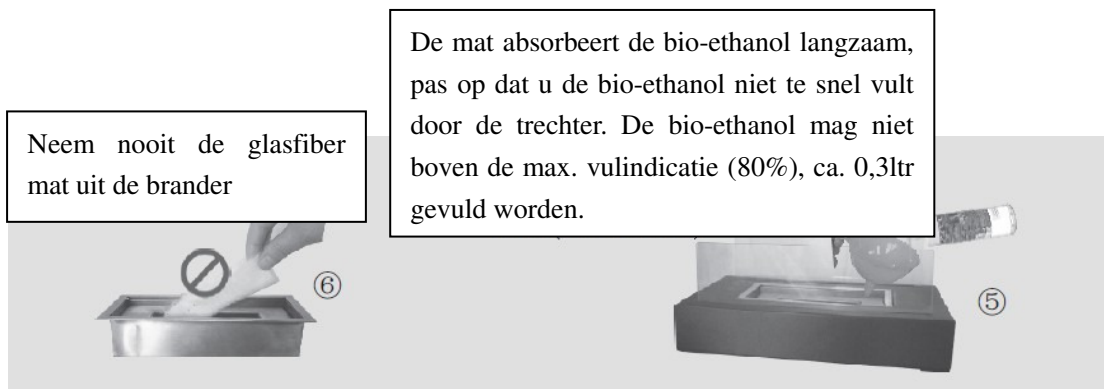 De mat absorbeert de bio-ethanol langzaam,
pas op dat u de bio-ethanol niet te snel vult
door de trechter. De bio-ethanol mag niet
boven de max. vulindicatie (80%), ca. 0,3ltr
gevuld worden.
Neem nooit de glasfiber
mat uit de brander
⑥
⑤